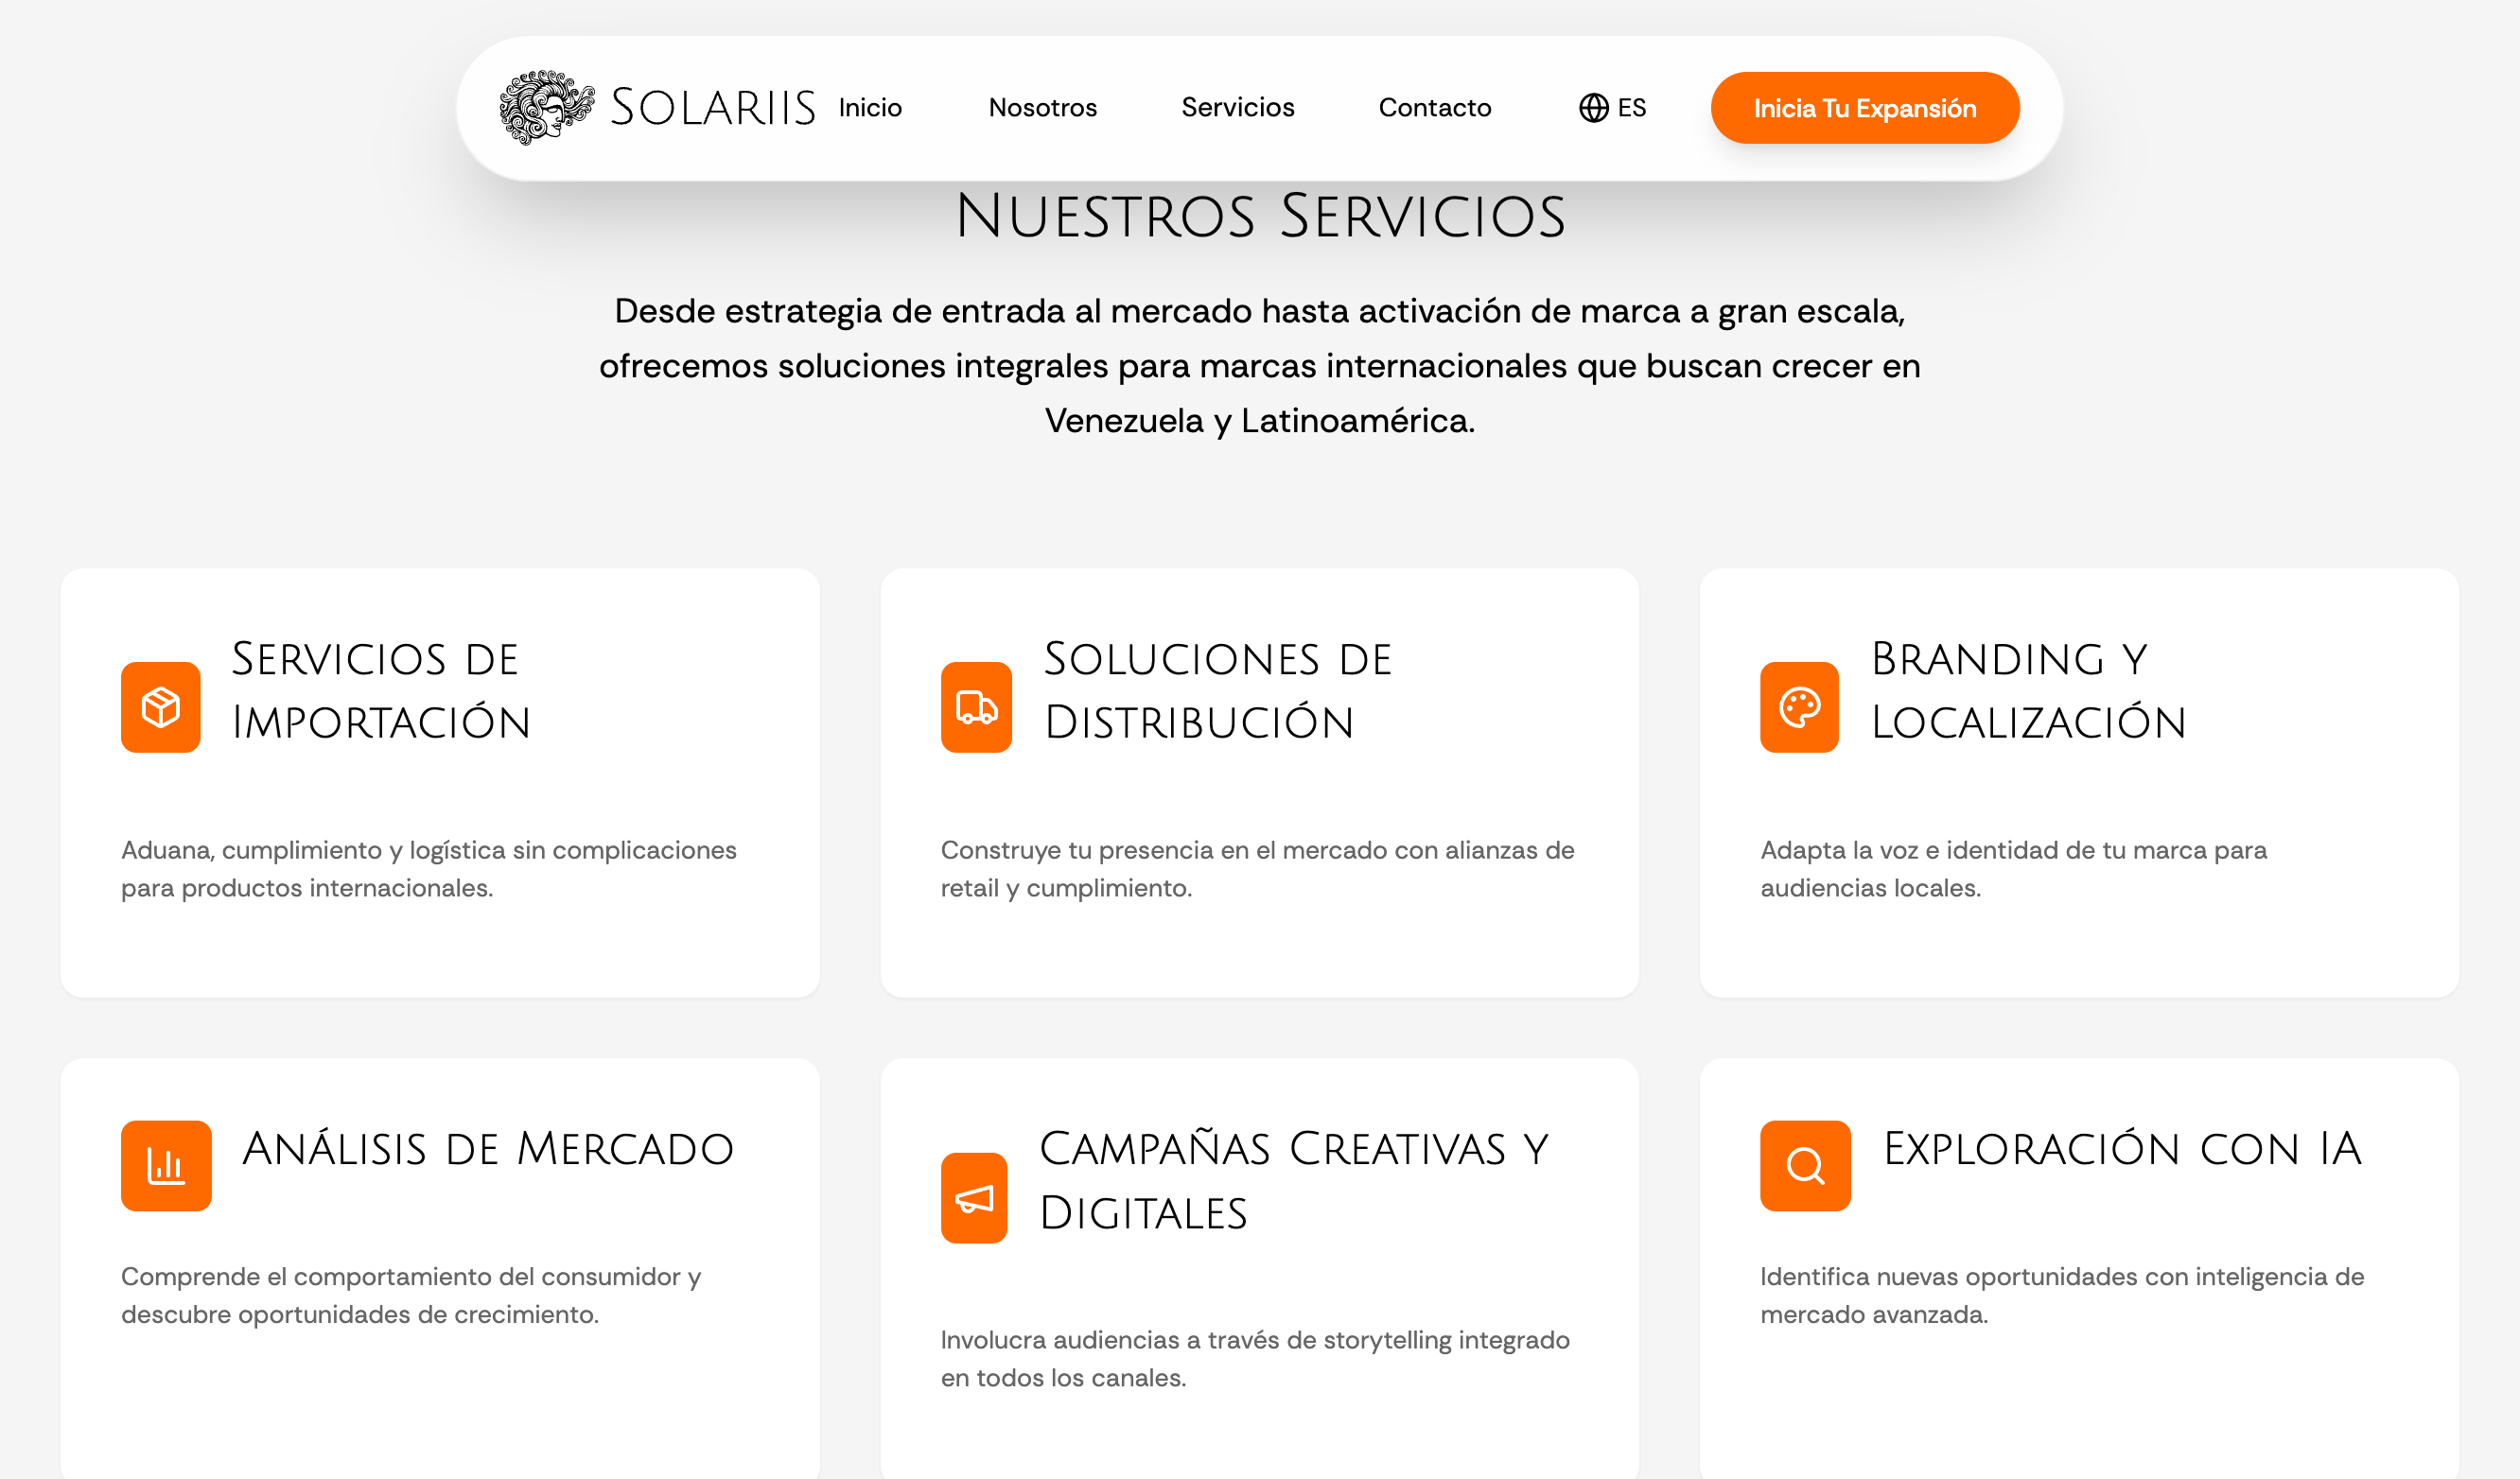 SOLARIIS
Inicio
Nosotros
Servicios
Contacto
ES
Inicia Tu Expansión
Nuestros Servicios
Desde estrategia de entrada al mercado hasta activación de marca a gran escala,
ofrecemos soluciones integrales para marcas internacionales que buscan crecer en
Venezuela y Latinoamérica.
Servicios de
Importación
Aduana, cumplimiento y logística sin complicaciones
para productos internacionales.
Soluciones de
Distribución
Construye tu presencia en el mercado con alianzas de
retail y cumplimiento.
Branding y
Localización
Adapta la voz e identidad de tu marca para
audiencias locales.
Análisis de Mercado
Comprende el comportamiento del consumidor y
descubre oportunidades de crecimiento.
Campañas Creativas y
Digitales
Involucra audiencias a través de storytelling integrado
en todos los canales.
Exploración con IA
Identifica nuevas oportunidades con inteligencia de
mercado avanzada.